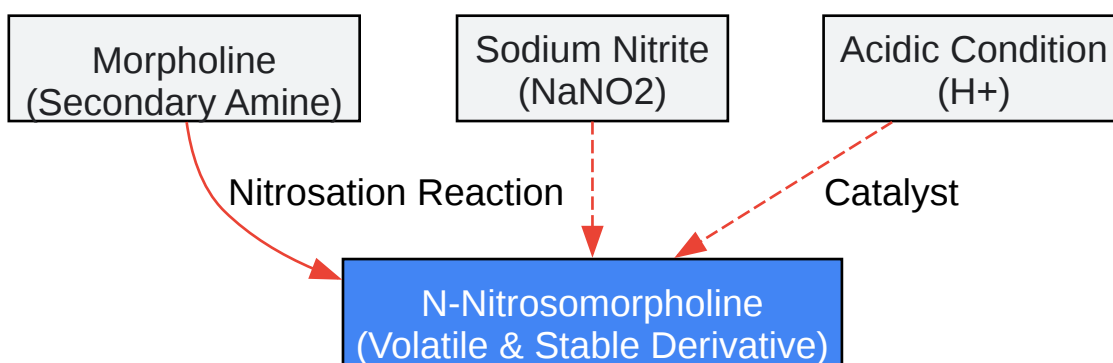 Morpholine
(Secondary Amine)
Sodium Nitrite
(NaNO2)
Acidic Condition
(H+)
Nitrosation Reaction
Catalyst
N-Nitrosomorpholine
(Volatile & Stable Derivative)